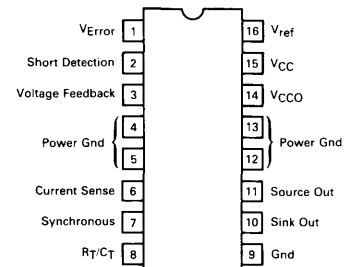 VError 1 16 Vref
Short Detection 2 15 VCC
Voltage Feedback 3 14 VCCO
4 13
Power Gnd Power Gnd
5 12
Current Sense 6 11 Source Out
Synchronous 7 10 Sink Out
RT/CT 8 9 Gnd